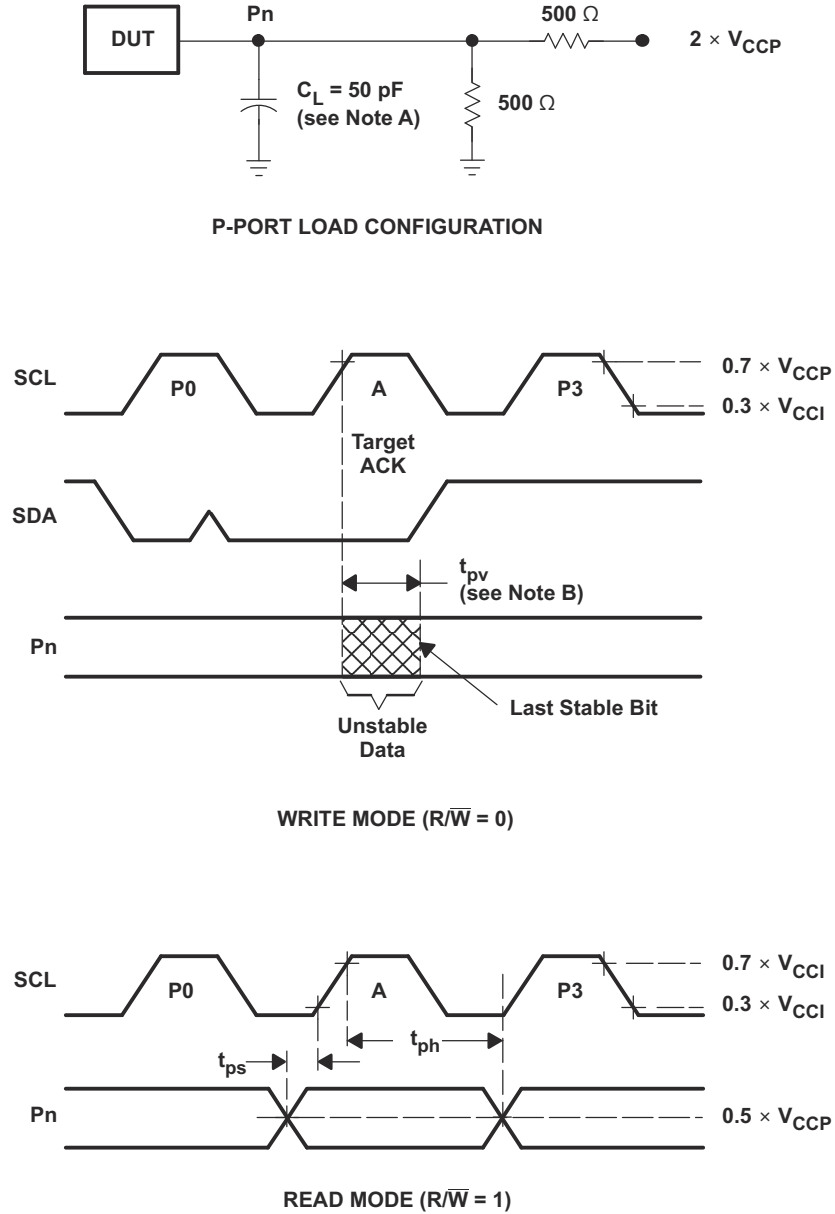 Pn
500 Ω
DUT
2 × VCCP
CL = 50 pF
(see Note A)
500 Ω
P-PORT LOAD CONFIGURATION
SCL
P0
A
P3
0.7 × VCCP
0.3 × VCCI
Target
ACK
SDA
tpv
(see Note B)
Pn
Last Stable Bit
Unstable
Data
WRITE MODE (R/W̅ = 0)
SCL
P0
A
P3
0.7 × VCCI
0.3 × VCCI
tps
tph
Pn
0.5 × VCCP
READ MODE (R/W̅ = 1)